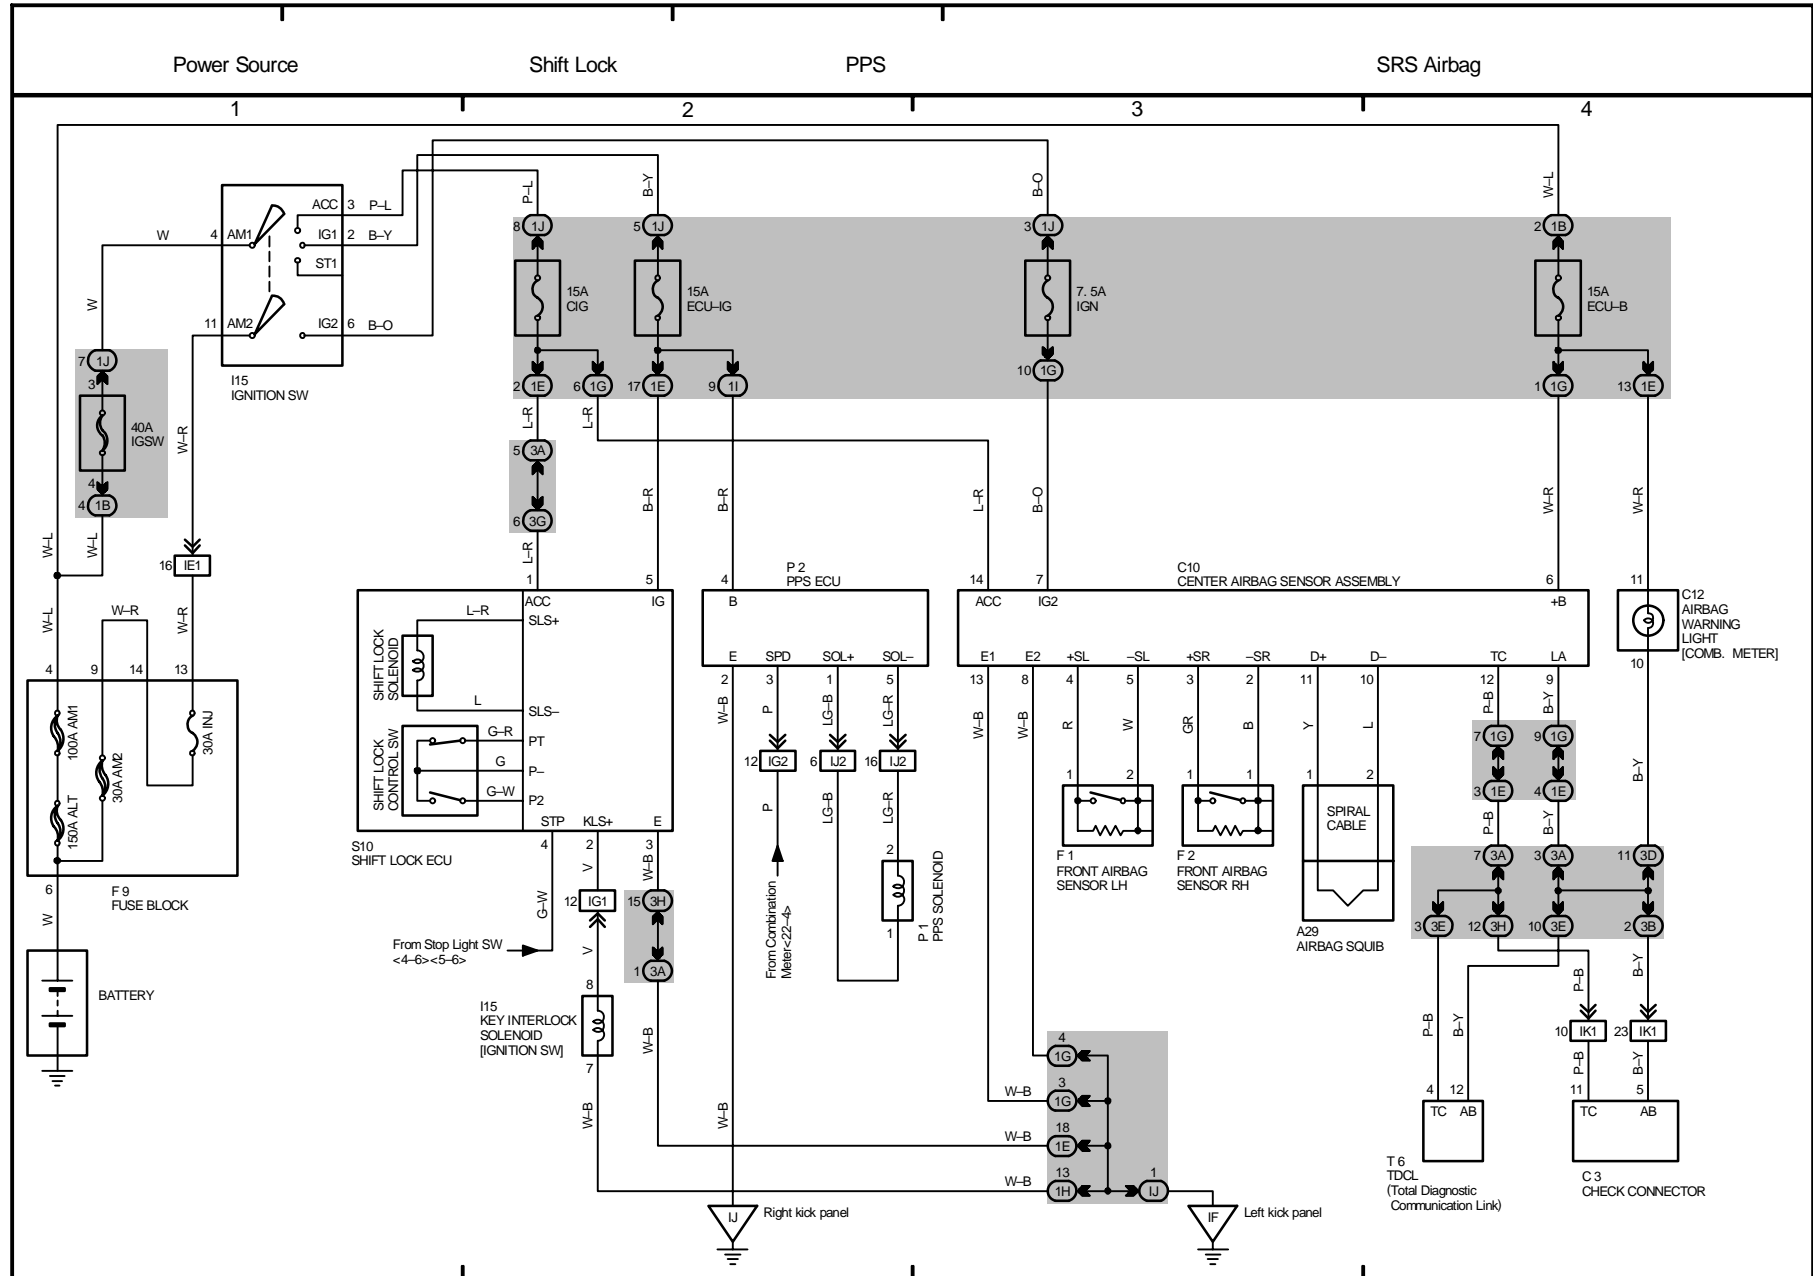 Power Source
Shift Lock
PPS
SRS Airbag
1
2
3
4
P–L
B–Y
B–O
W–L
ACC 3 P–L
W 4 AM1 IG1 2 B–Y
ST1
11 AM2 IG2 6 B–O
I15
IGNITION SW
W
W–R
7 1J
3
40A
IGSW
4
4 1B
W–L
W–L
16 IE1
W–R
W–L
W–R
8 1J
5 1J
3 1J
2 1B
15A
CIG
15A
ECU–IG
7. 5A
IGN
15A
ECU–B
2 1E
6 1G
17 1E
9 1I
10 1G
1 1G
13 1E
L–R
L–R
5 3A
6 3G
L–R
B–R
B–R
L–R
B–O
W–R
W–R
4
9
14
13
100A AM1
30A AM2
30A INJ
150A ALT
6
F 9
FUSE BLOCK
W
BATTERY
1
5
ACC
IG
L–R
SLS+
SHIFT LOCK
SOLENOID
L
SLS–
SHIFT LOCK
CONTROL SW
G–R
PT
G
P–
G–W
P2
STP
KLS+
E
S10
SHIFT LOCK ECU
4
2
3
G–W
V
W–B
12 IG1
15 3H
V
1 3A
From Stop Light SW
<4–6><5–6>
8
I15
KEY INTERLOCK
SOLENOID
[IGNITION SW]
7
W–B
W–B
P 2
PPS ECU
4
B
E
SPD
SOL+
SOL–
2
3
1
5
W–B
P
LG–B
LG–R
12 IG2
6 IJ2
16 IJ2
P
LG–B
LG–R
From Combination
Meter<22–4>
2
1
P 1
PPS SOLENOID
W–B
IJ
Right kick panel
C10
CENTER AIRBAG SENSOR ASSEMBLY
14
7
6
ACC
IG2
+B
E1
E2
+SL
–SL
+SR
–SR
D+
D–
TC
LA
13
8
4
5
3
2
11
10
12
9
W–B
W–B
R
W
GR
B
Y
L
P–B
B–Y
1
2
F 1
FRONT AIRBAG
SENSOR LH
1
1
F 2
FRONT AIRBAG
SENSOR RH
1
2
SPIRAL
CABLE
A29
AIRBAG SQUIB
11
C12
AIRBAG
WARNING
LIGHT
[COMB. METER]
10
7 1G
9 1G
3 1E
4 1E
P–B
B–Y
B–Y
7 3A
3 3A
11 3D
3 3E
12 3H
10 3E
2 3B
P–B
B–Y
P–B
B–Y
10 IK1
23 IK1
P–B
B–Y
4
12
TC
AB
T 6
TDCL
(Total Diagnostic
Communication Link)
11
5
TC
AB
C 3
CHECK CONNECTOR
4
1G
W–B
3
1G
W–B
18
1E
W–B
13
1H
1
IJ
IF
Left kick panel